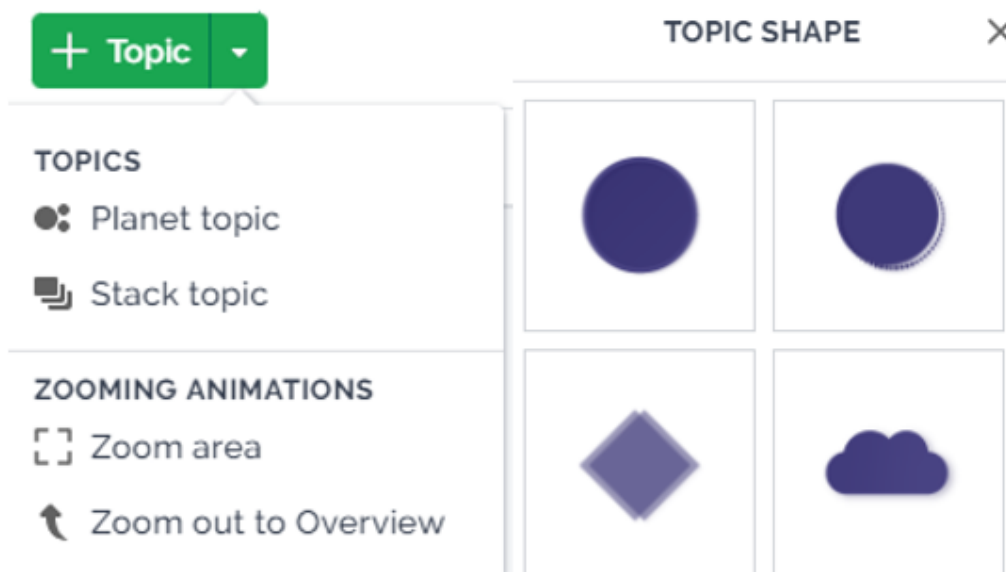 Topic
TOPICS
Planet topic
Stack topic
ZOOMING ANIMATIONS
Zoom area
Zoom out to Overview
TOPIC SHAPE